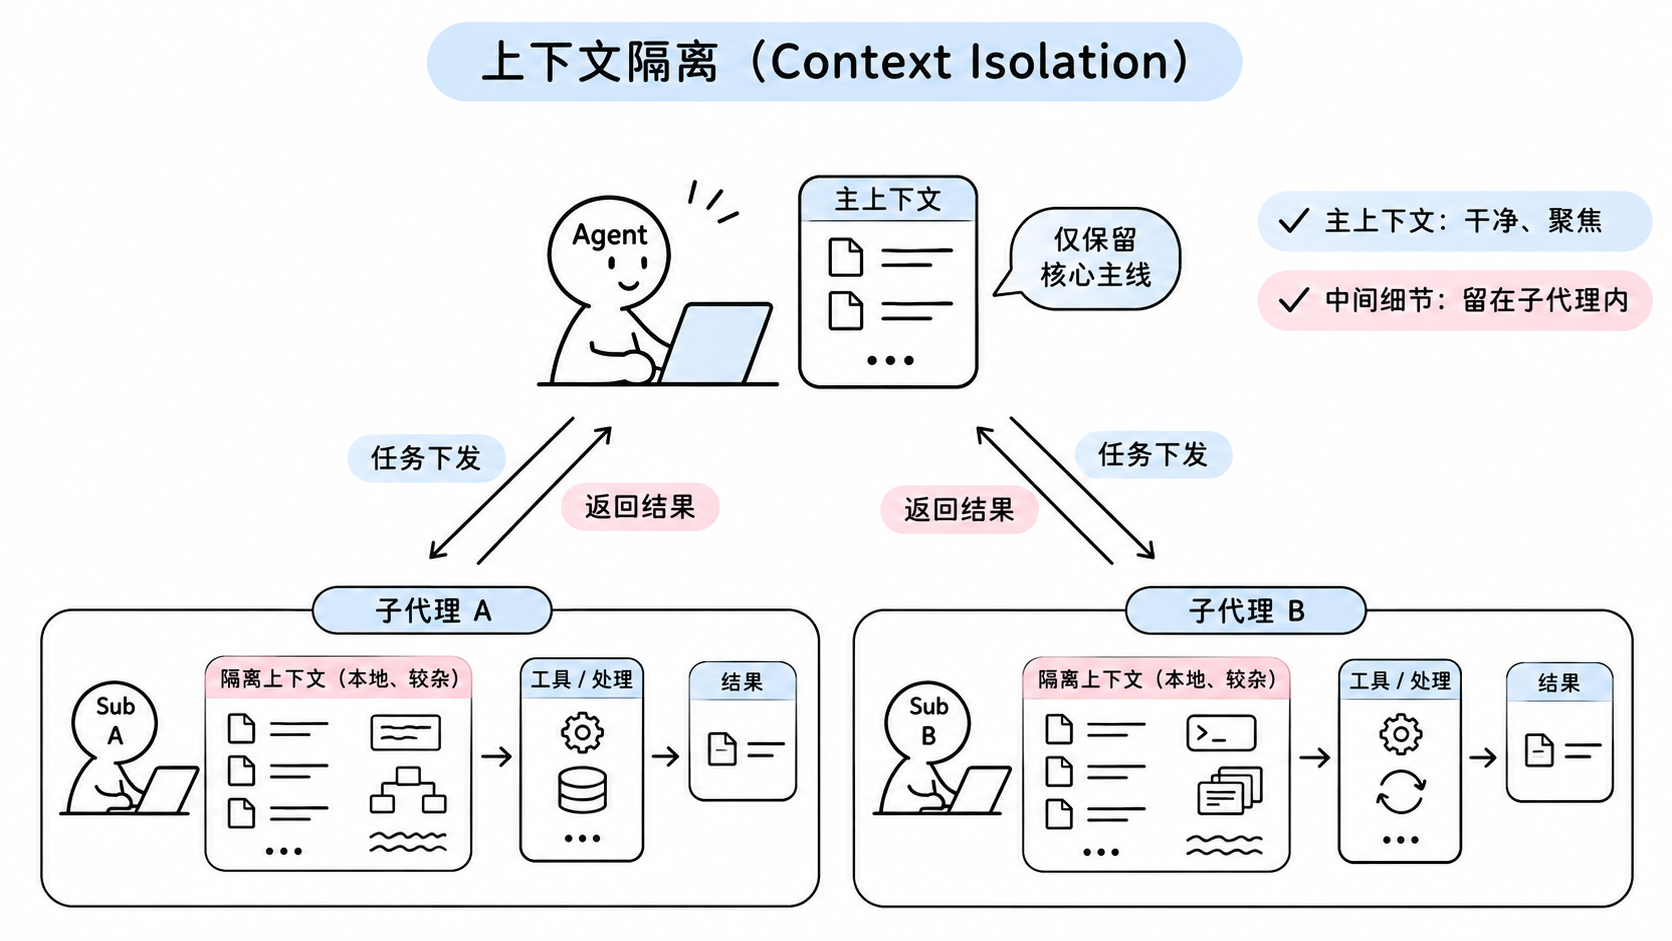 上下文隔离（Context Isolation）
Agent
主上下文
仅保留
核心主线
主上下文：干净、聚焦
中间细节：留在子代理内
任务下发
返回结果
返回结果
任务下发
子代理 A
Sub
A
隔离上下文（本地、较杂）
工具 / 处理
结果
子代理 B
Sub
B
隔离上下文（本地、较杂）
工具 / 处理
结果